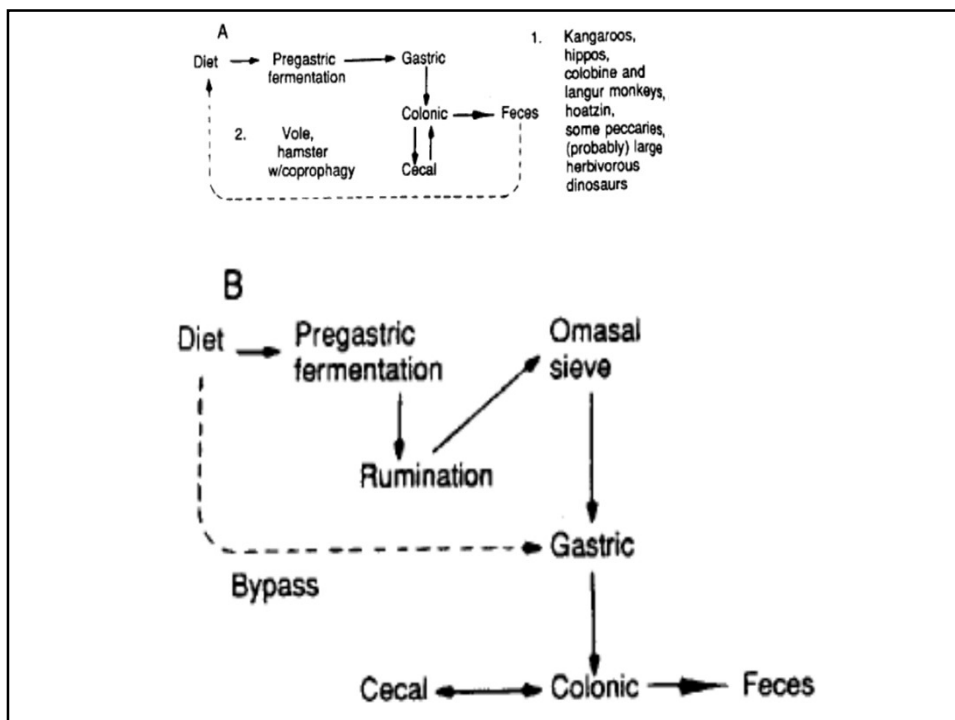 A
Diet
Pregastric
fermentation
Gastric
Colonic
Feces
Cecal
2. Vole,
hamster
w/coprophagy
1. Kangaroos,
hippos,
colobine and
langur monkeys,
hoatzin,
some peccaries,
(probably) large
herbivorous
dinosaurs
B
Diet
Pregastric
fermentation
Omasal
sieve
Rumination
Gastric
Bypass
Cecal
Colonic
Feces